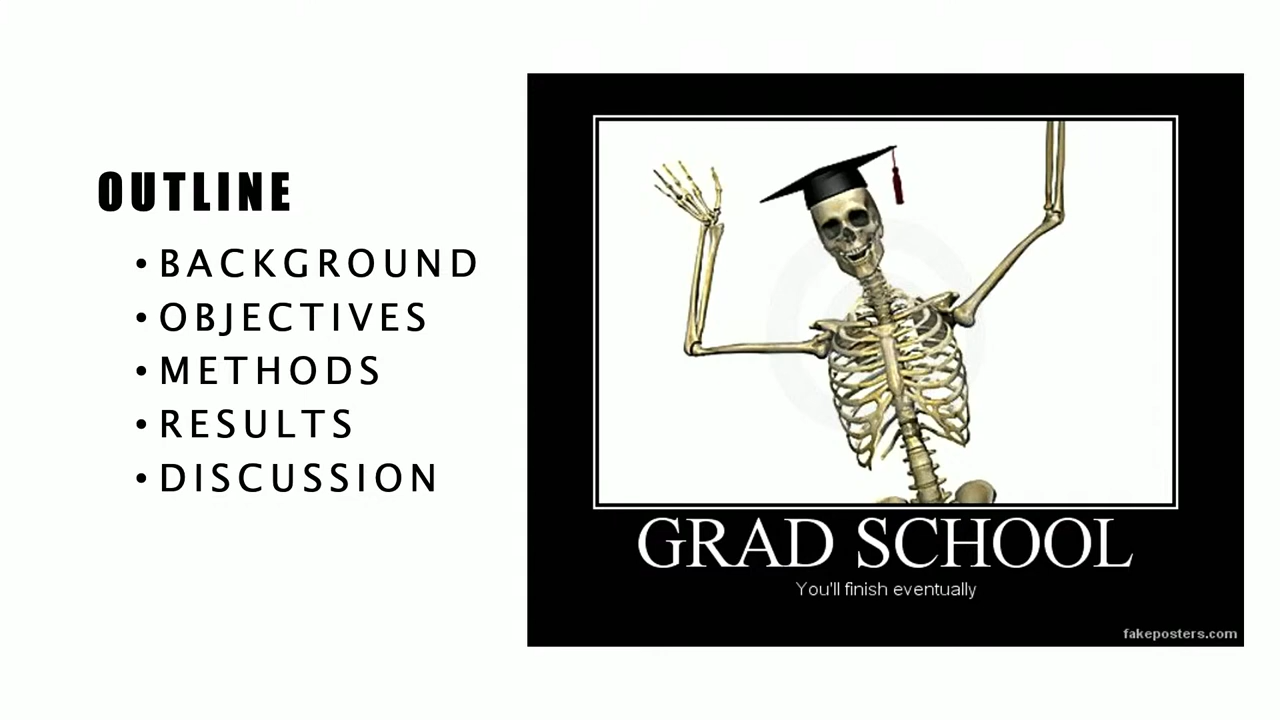 OUTLINE
• BACKGROUND
• OBJECTIVES
• METHODS
• RESULTS
• DISCUSSION
GRAD SCHOOL
You'll finish eventually
fakeposters.com